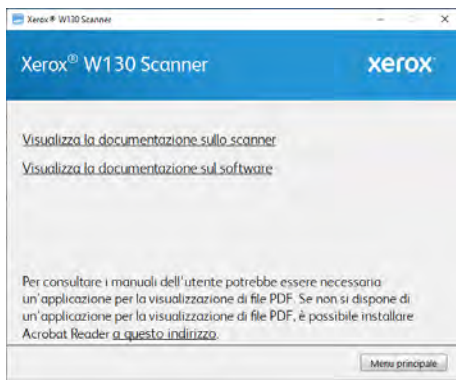 Xerox® W130 Scanner
Xerox® W130 Scanner
xerox
Visualizza la documentazione sullo scanner
Visualizza la documentazione sul software
Per consultare i manuali dell'utente potrebbe essere necessaria
un'applicazione per la visualizzazione di file PDF. Se non si dispone di
un'applicazione per la visualizzazione di file PDF, è possibile installare
Acrobat Reader a questo indirizzo.
Menu principale